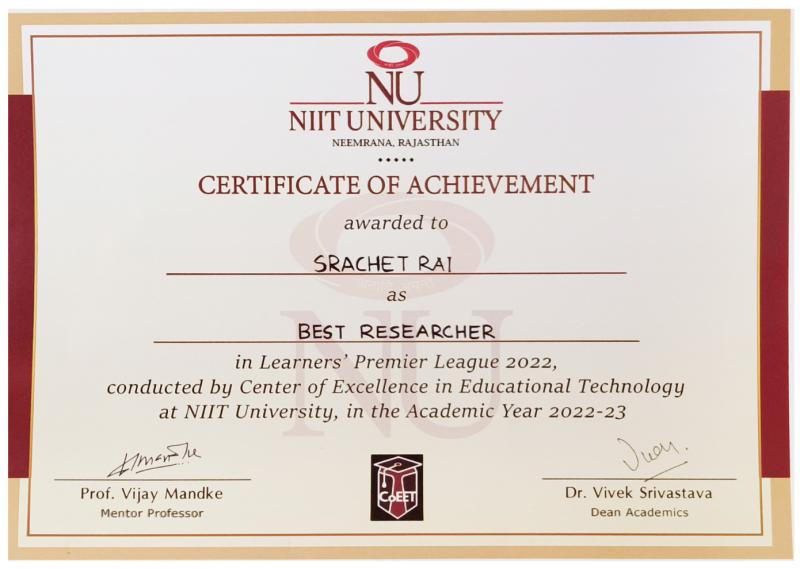 NU
NIIT UNIVERSITY
NEEMRANA, RAJASTHAN
CERTIFICATE OF ACHIEVEMENT
awarded to
SRACHET RAI
as
BEST RESEARCHER
in Learners' Premier League 2022,
conducted by Center of Excellence in Educational Technology
at NIIT University, in the Academic Year 2022-23
Prof. Vijay Mandke
Mentor Professor
CoEET
Dr. Vivek Srivastava
Dean Academics